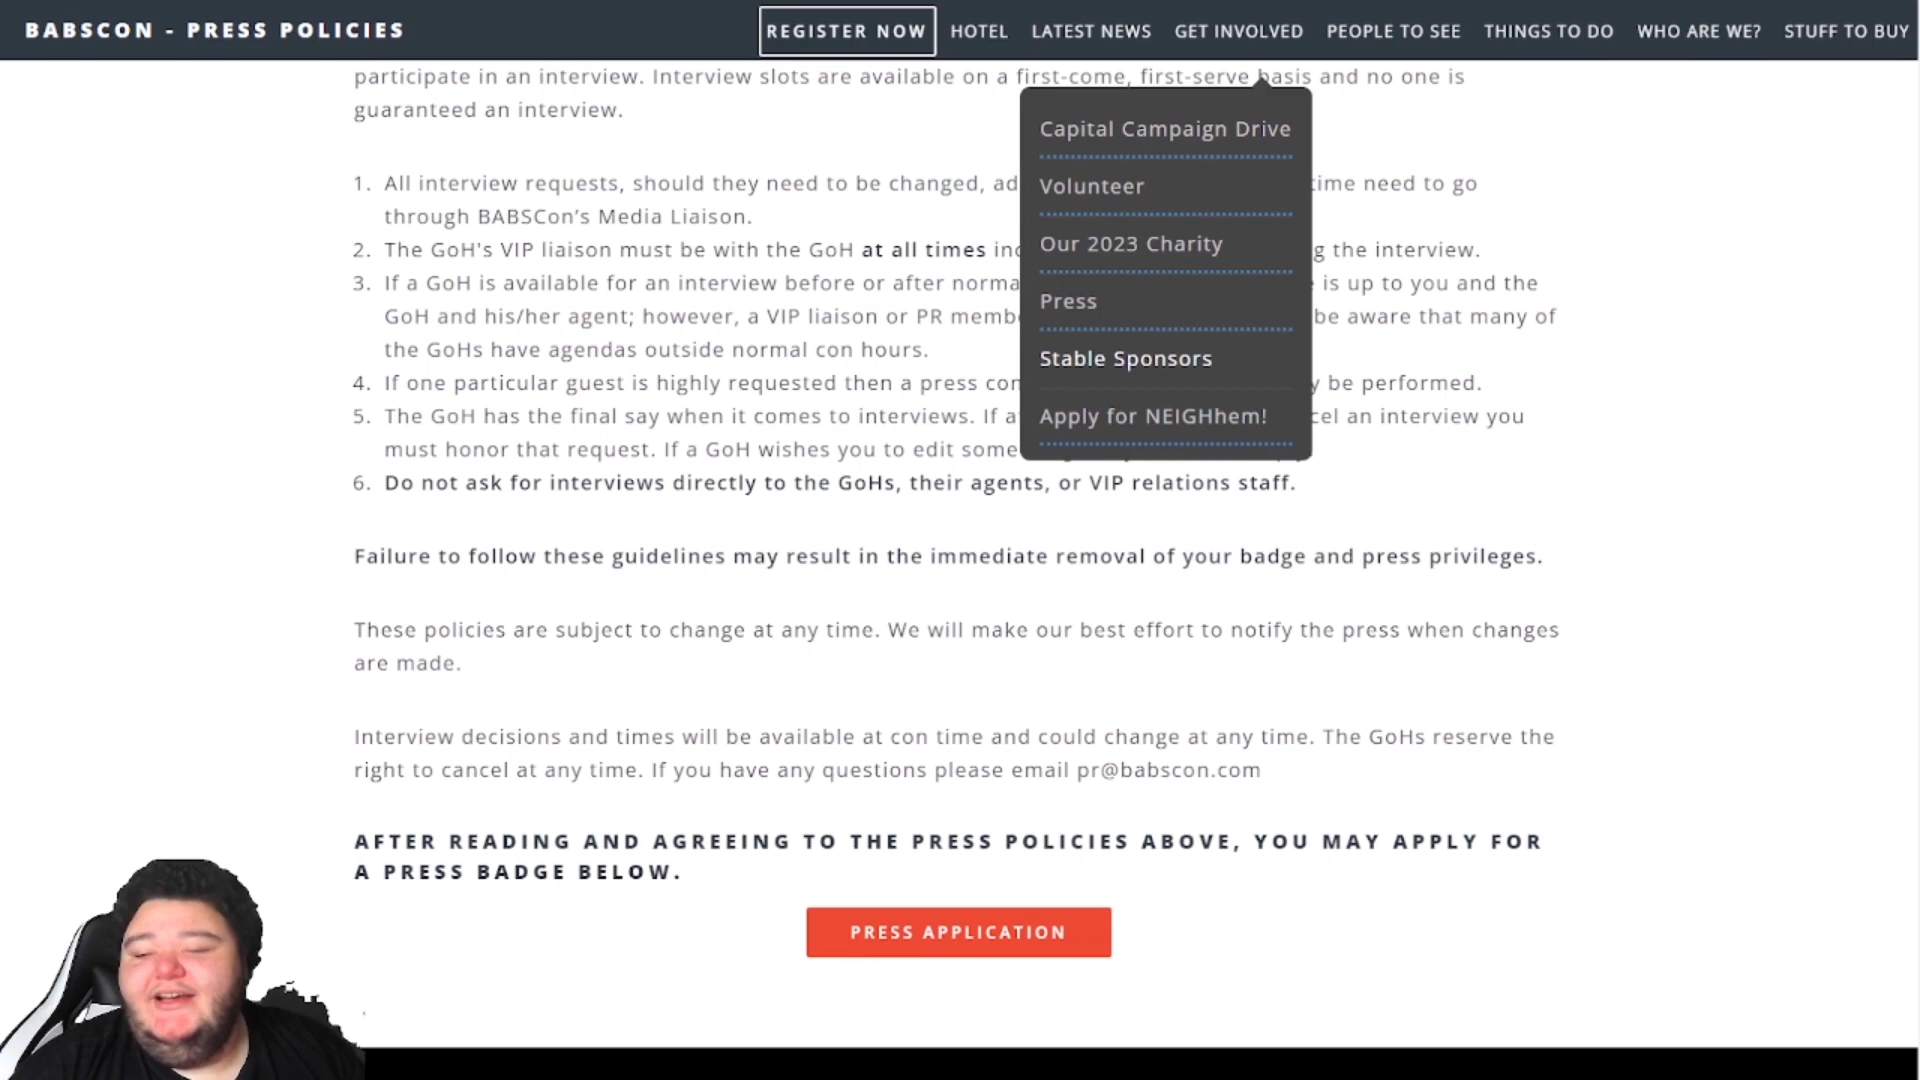 BABSCON - PRESS POLICIES
REGISTER NOW HOTEL LATEST NEWS GET INVOLVED PEOPLE TO SEE THINGS TO DO WHO ARE WE? STUFF TO BUY
participate in an interview. Interview slots are available on a first-come, first-serve basis and no one is
guaranteed an interview.
Capital Campaign Drive
Volunteer
Our 2023 Charity
Press
Stable Sponsors
Apply for NEIGHhem!
1. All interview requests, should they need to be changed, ad time need to go
through BABSCon's Media Liaison.
2. The GoH's VIP liaison must be with the GoH at all times inc g the interview.
3. If a GoH is available for an interview before or after norma is up to you and the
GoH and his/her agent; however, a VIP liaison or PR memb be aware that many of
the GoHs have agendas outside normal con hours.
4. If one particular guest is highly requested then a press con y be performed.
5. The GoH has the final say when it comes to interviews. If a cel an interview you
must honor that request. If a GoH wishes you to edit some
6. Do not ask for interviews directly to the GoHs, their agents, or VIP relations staff.
Failure to follow these guidelines may result in the immediate removal of your badge and press privileges.
These policies are subject to change at any time. We will make our best effort to notify the press when changes
are made.
Interview decisions and times will be available at con time and could change at any time. The GoHs reserve the
right to cancel at any time. If you have any questions please email pr@babscon.com
AFTER READING AND AGREEING TO THE PRESS POLICIES ABOVE, YOU MAY APPLY FOR
A PRESS BADGE BELOW.
PRESS APPLICATION